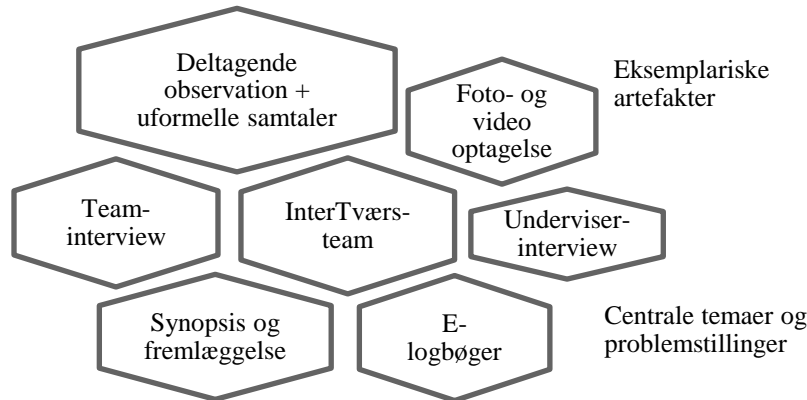 Deltagende
observation +
uformelle samtaler
Foto- og
video
optagelse
Eksemplariske
artefakter
Team-
interview
InterTværs-
team
Underviser-
interview
Synopsis og
fremlæggelse
E-
logbøger
Centrale temaer og
problemstillinger